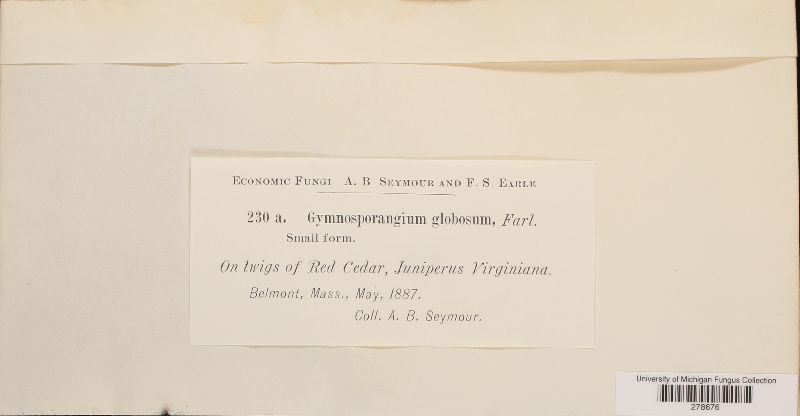 Economic Fungi A. B. Seymour and F. S. Earle
230 a. Gymnosporangium globosum, Farl.
Small form.
On twigs of Red Cedar, Juniperus Virginiana.
Belmont, Mass., May, 1887.
Coll. A. B. Seymour.
University of Michigan Fungus Collection
278676